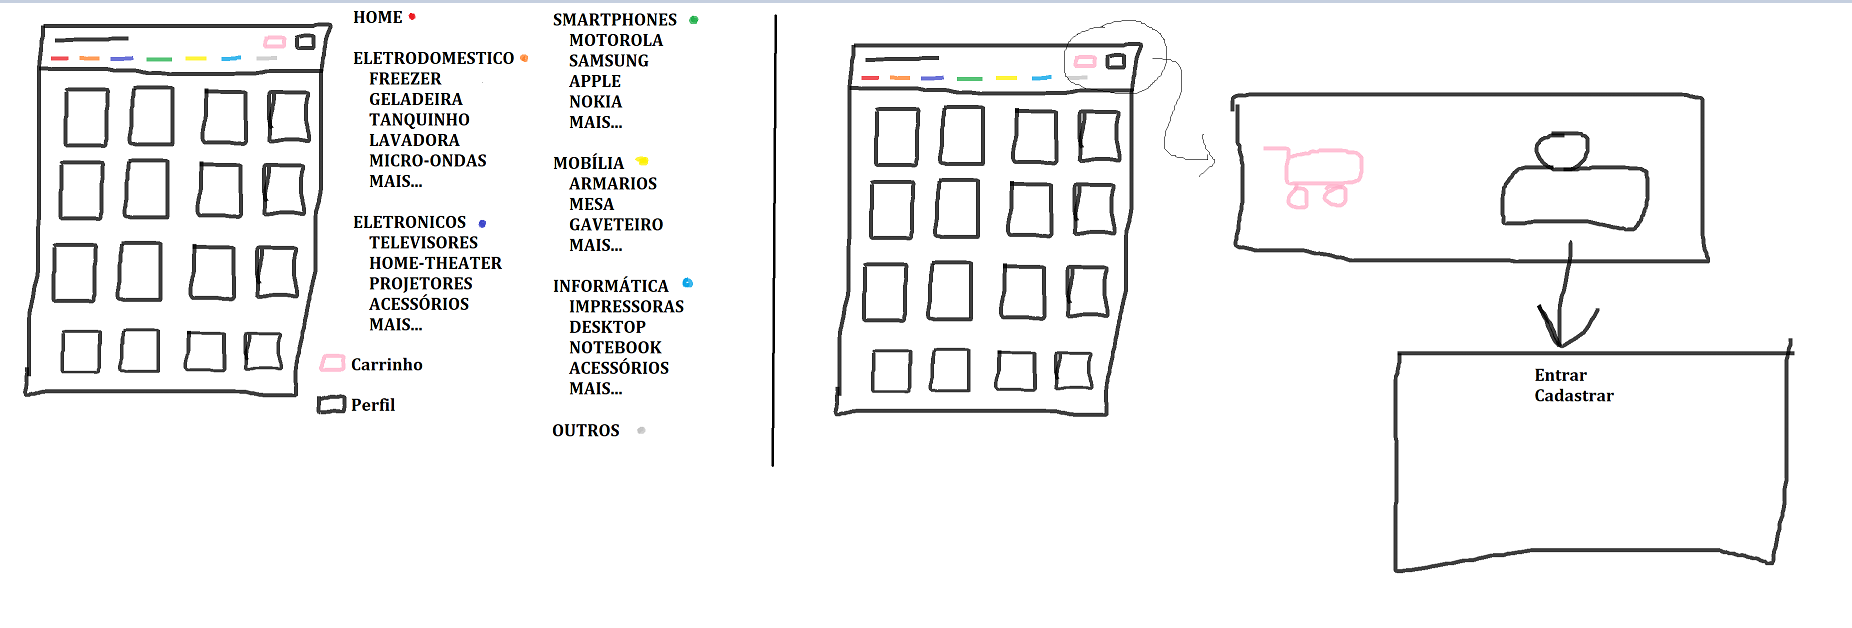 HOME
ELETRODOMESTICO
FREEZER
GELADEIRA
TANQUINHO
LAVADORA
MICRO-ONDAS
MAIS...
ELETRONICOS
TELEVISORES
HOME-THEATER
PROJETORES
ACESSÓRIOS
MAIS...
Carrinho
Perfil
SMARTPHONES
MOTOROLA
SAMSUNG
APPLE
NOKIA
MAIS...
MOBÍLIA
ARMARIOS
MESA
GAVETEIRO
MAIS...
INFORMÁTICA
IMPRESSORAS
DESKTOP
NOTEBOOK
ACESSÓRIOS
MAIS...
OUTROS
Entrar
Cadastrar